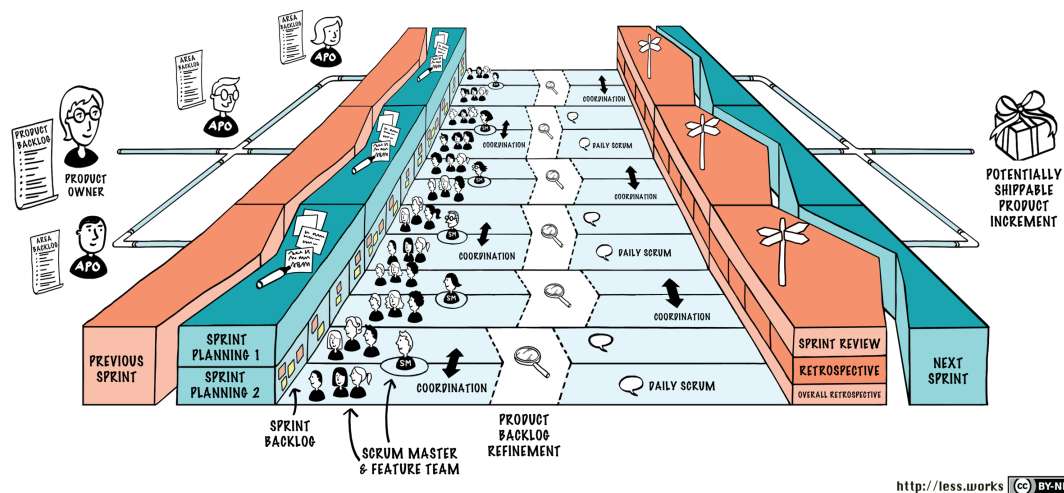 AREA
BACKLOG
APO
AREA
BACKLOG
APO
PRODUCT
BACKLOG
PRODUCT
OWNER
AREA
BACKLOG
APO
PREVIOUS
SPRINT
SPRINT
PLANNING 1
SPRINT
PLANNING 2
SPRINT
BACKLOG
SCRUM MASTER
& FEATURE TEAM
SM
SM
SM
SM
SM
COORDINATION
COORDINATION
DAILY SCRUM
COORDINATION
COORDINATION
DAILY SCRUM
COORDINATION
COORDINATION
DAILY SCRUM
PRODUCT
BACKLOG
REFINEMENT
SPRINT REVIEW
RETROSPECTIVE
OVERALL RETROSPECTIVE
NEXT
SPRINT
POTENTIALLY
SHIPPABLE
PRODUCT
INCREMENT
http://less.works
cc